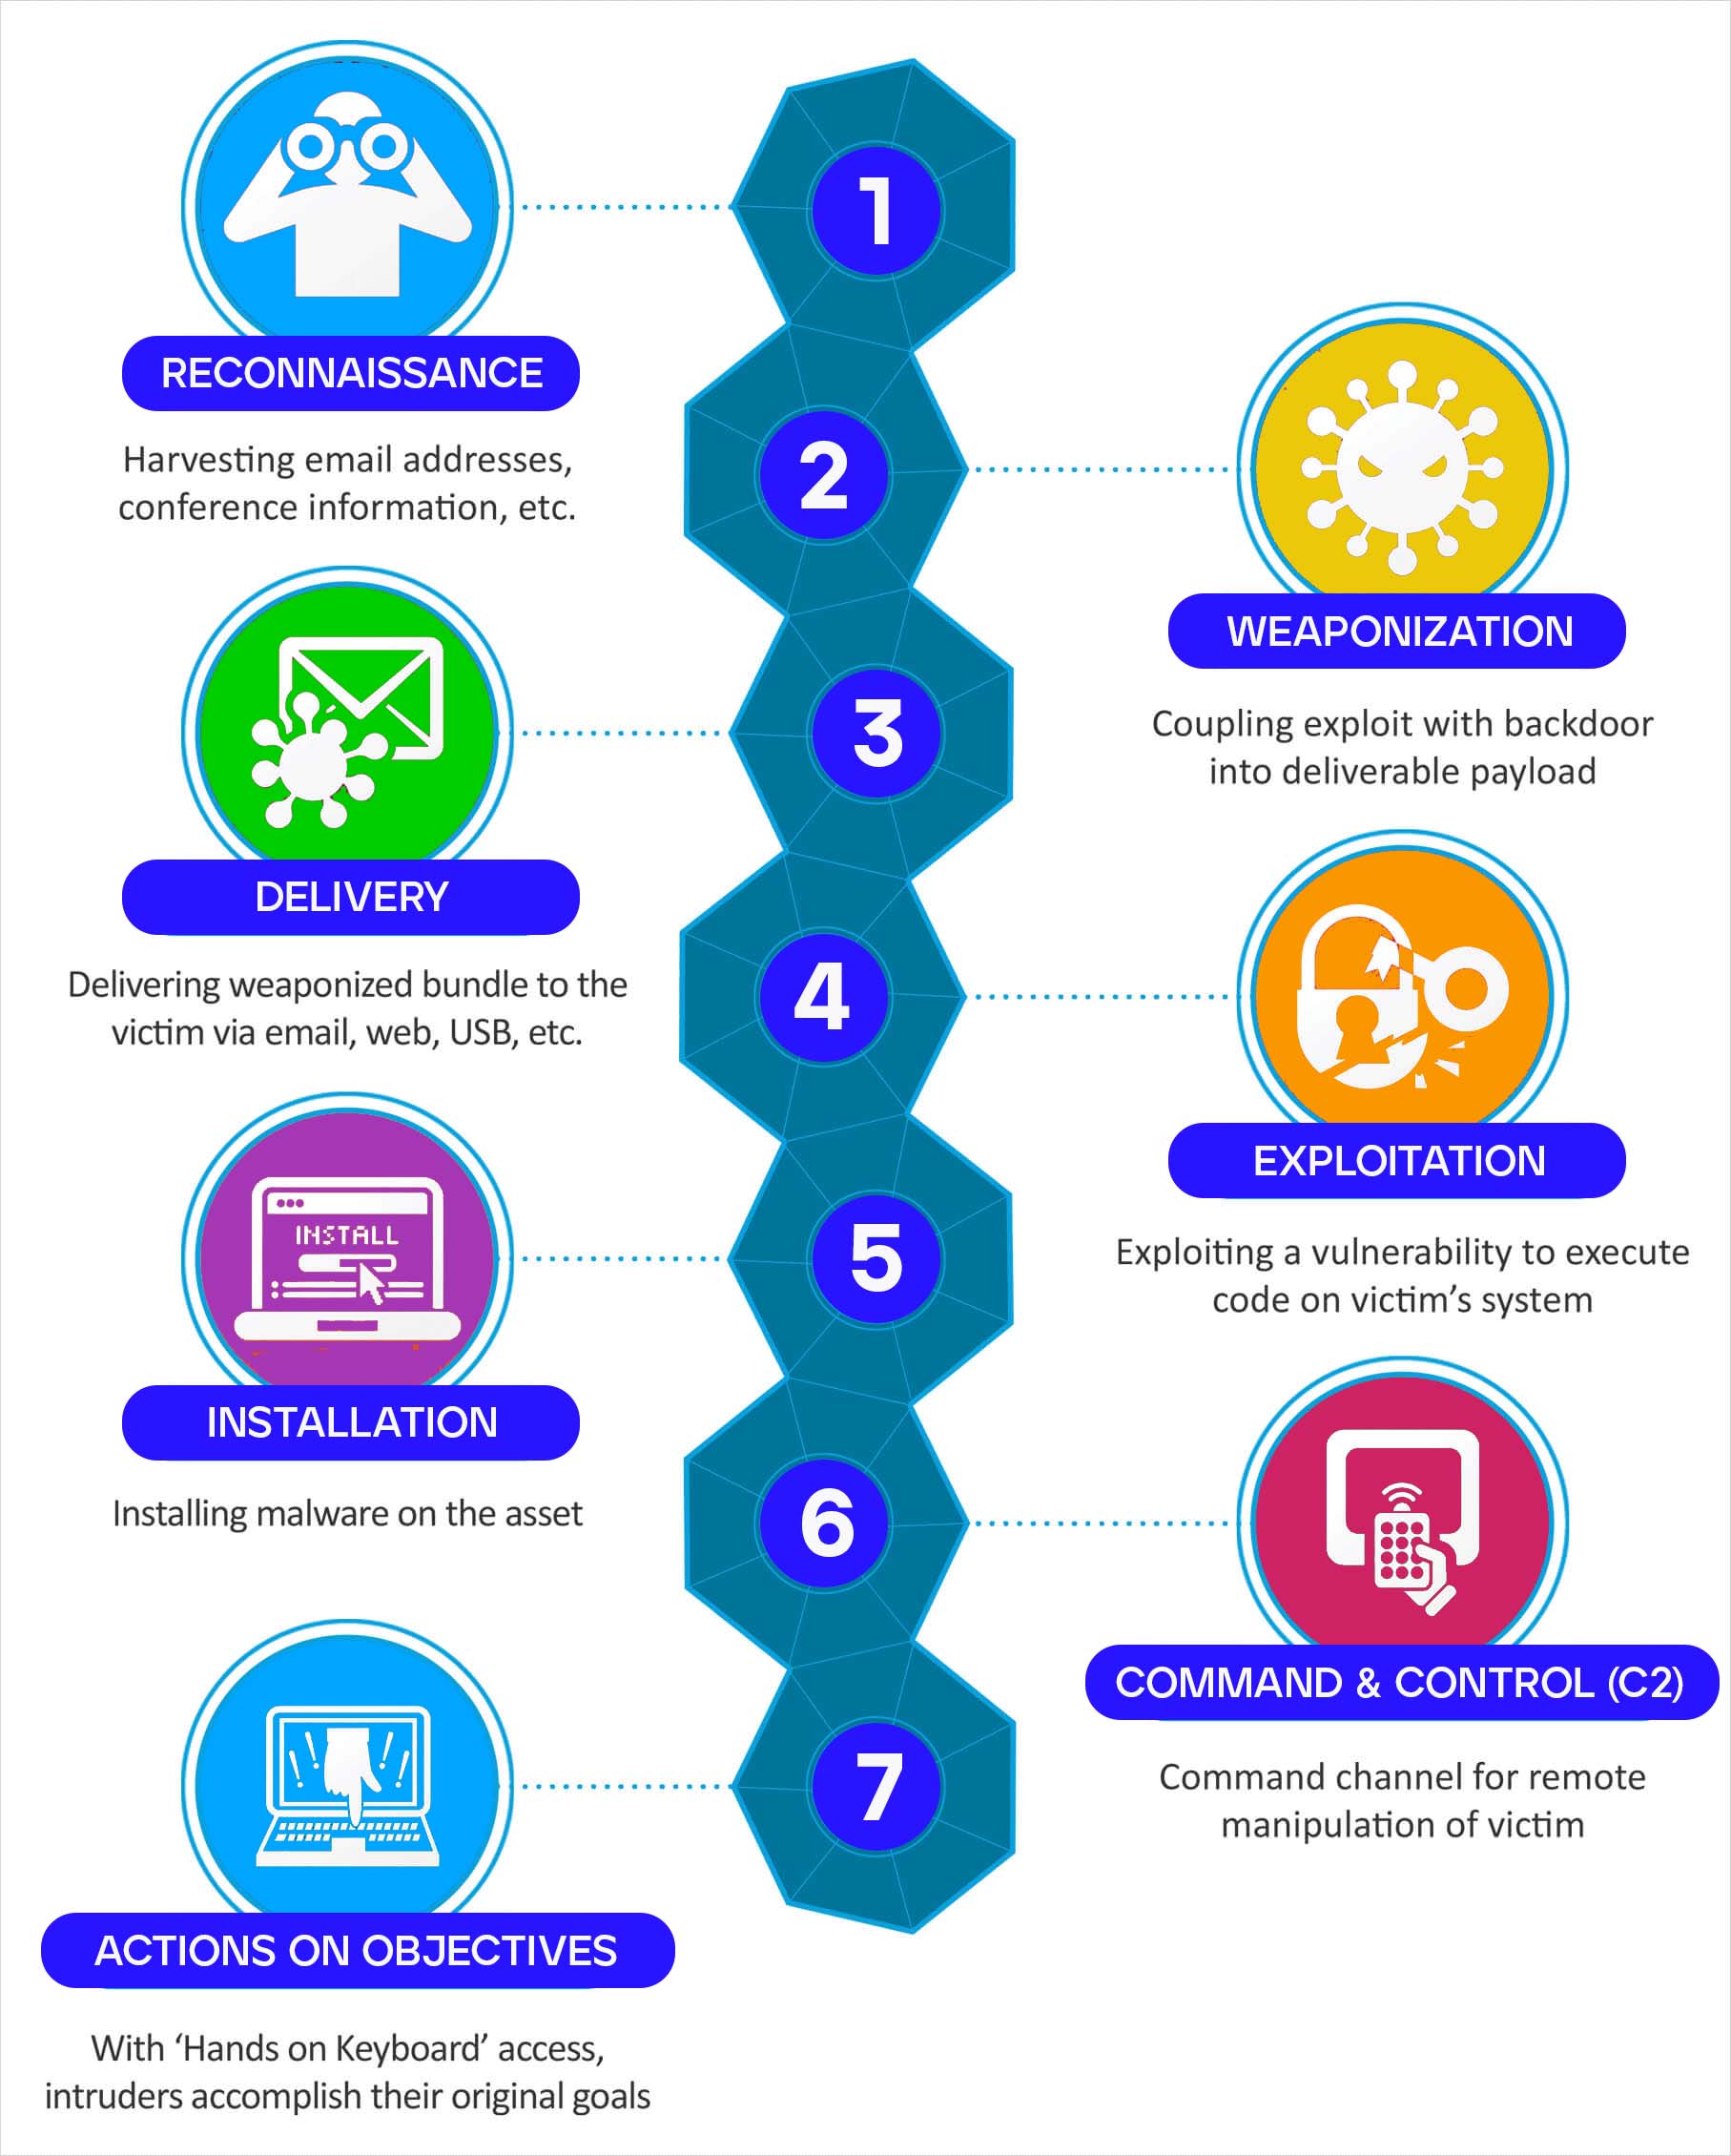 1
RECONNAISSANCE
Harvesting email addresses,
conference information, etc.
2
WEAPONIZATION
Coupling exploit with backdoor
into deliverable payload
3
DELIVERY
Delivering weaponized bundle to the
victim via email, web, USB, etc.
4
EXPLOITATION
Exploiting a vulnerability to execute
code on victim’s system
5
INSTALL
INSTALLATION
Installing malware on the asset
6
COMMAND & CONTROL (C2)
Command channel for remote
manipulation of victim
7
ACTIONS ON OBJECTIVES
With ‘Hands on Keyboard’ access,
intruders accomplish their original goals